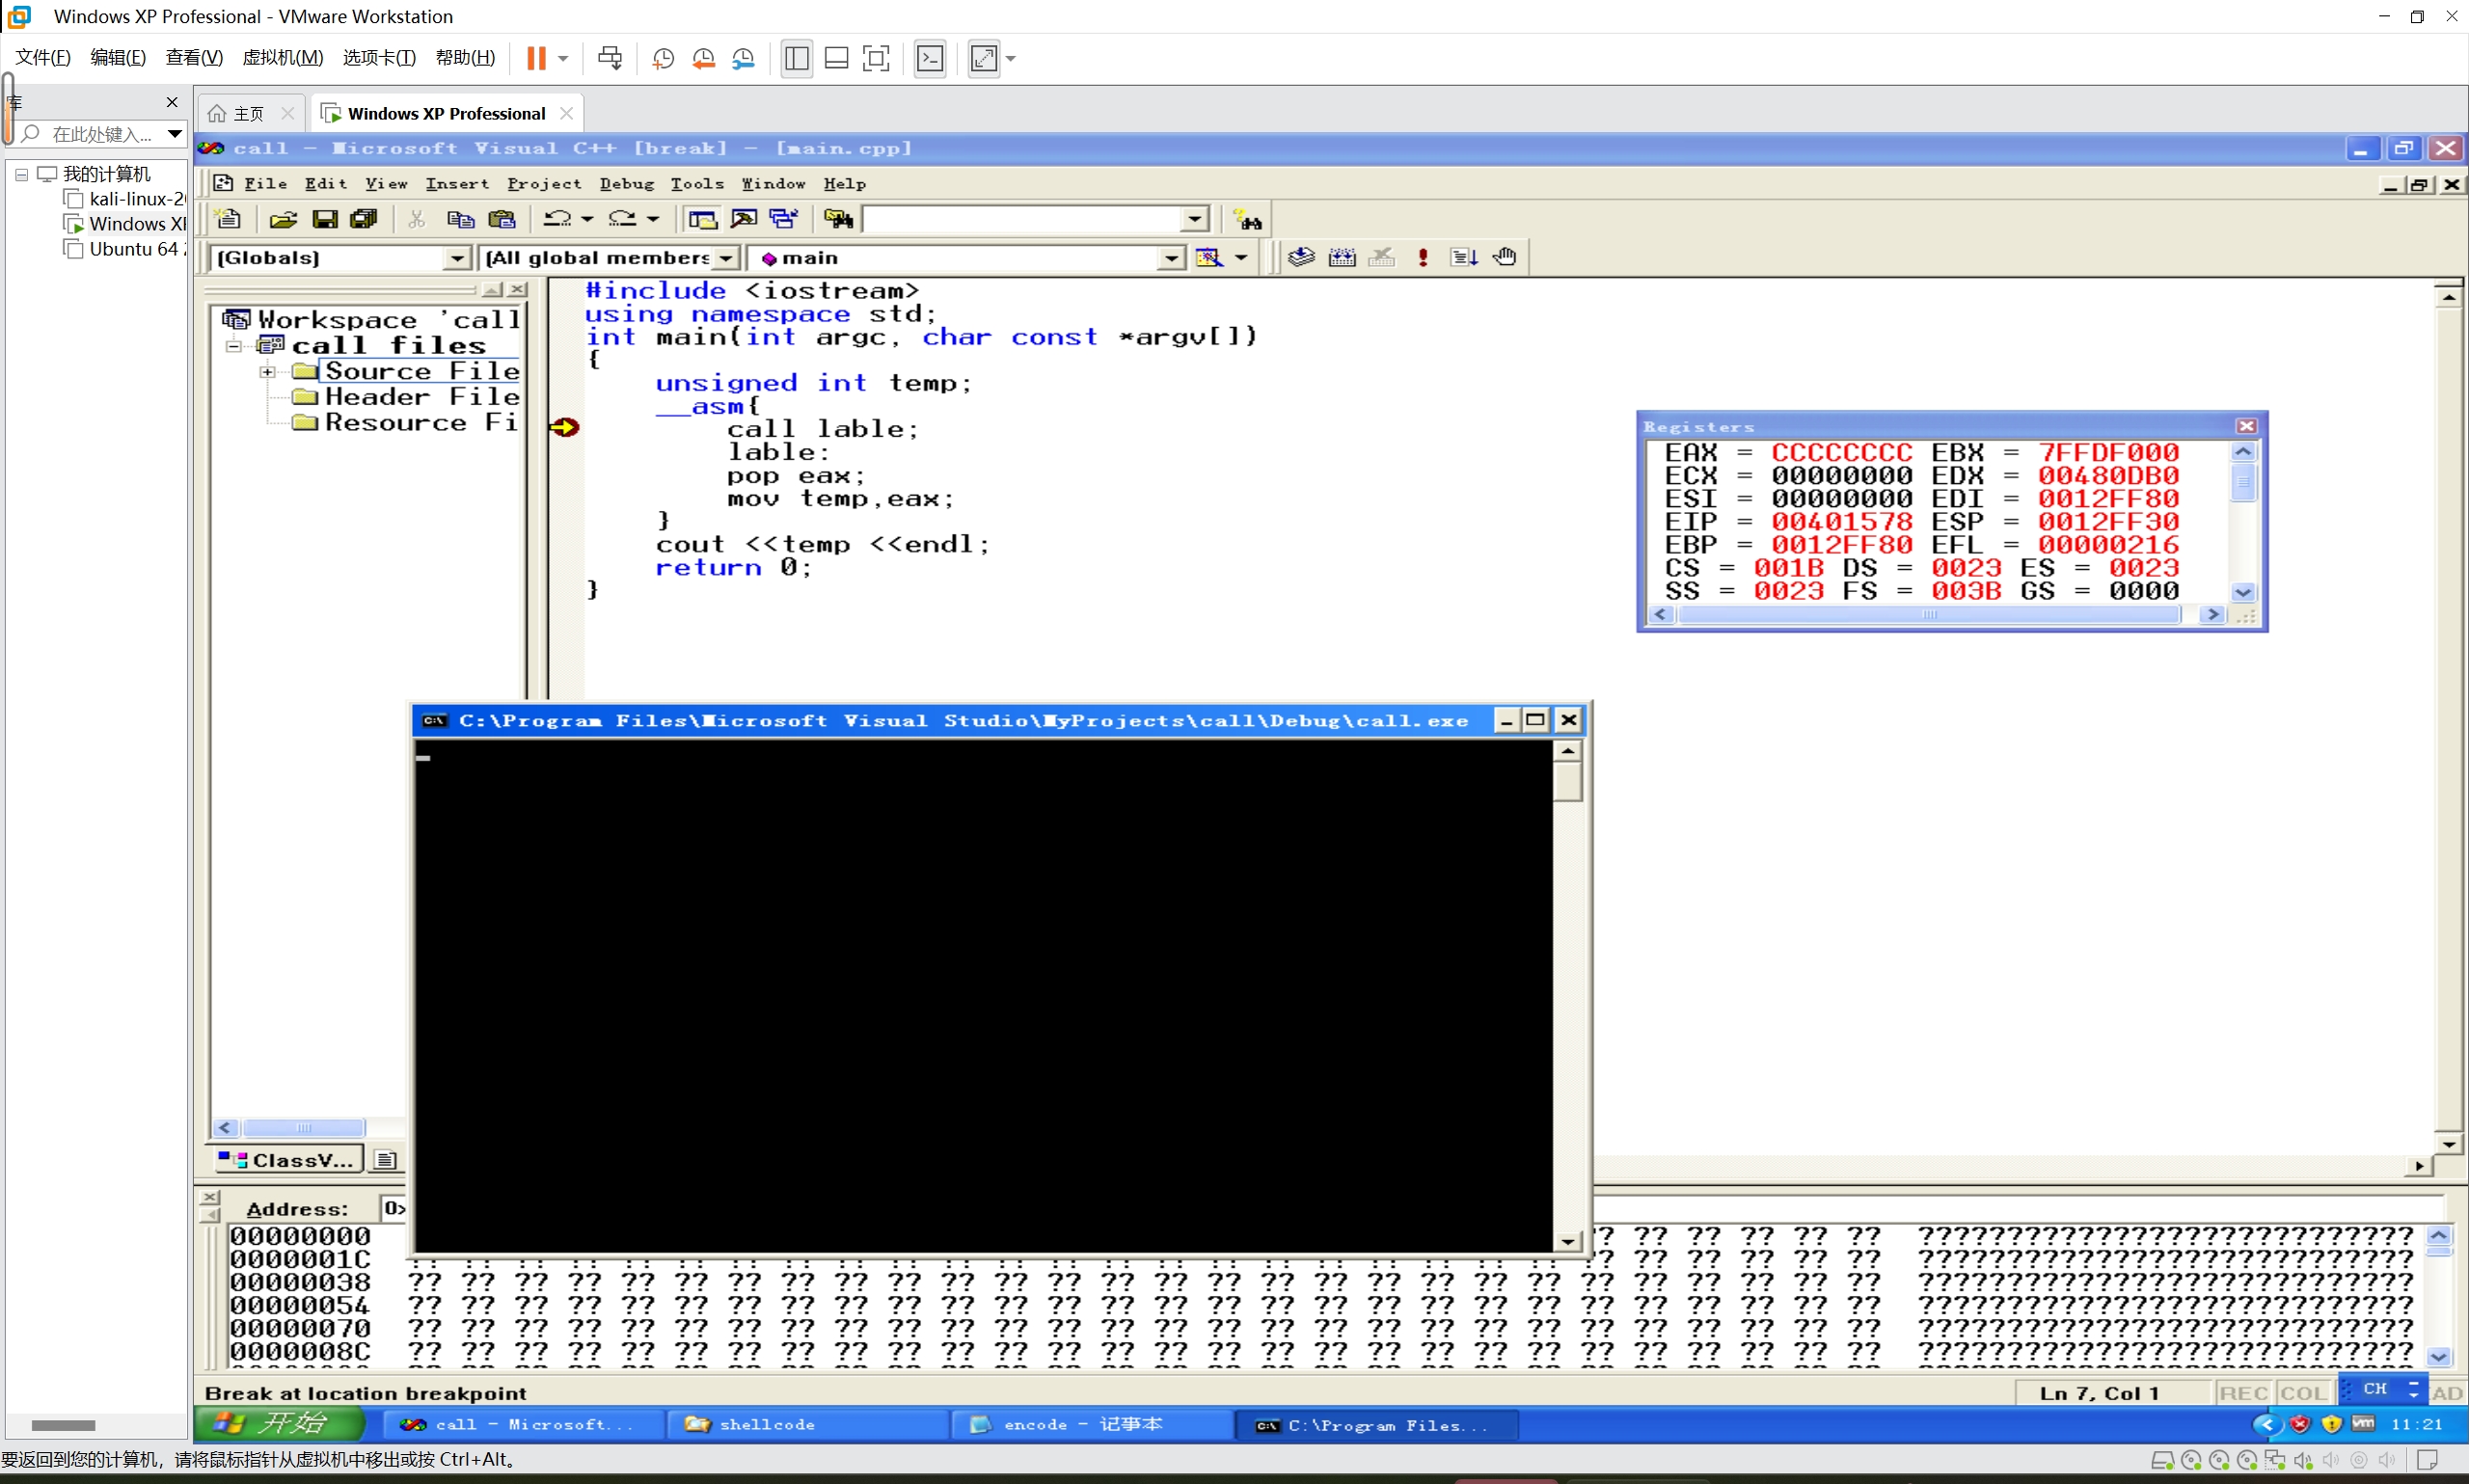 Windows XP Professional - VMware Workstation
文件(F) 编辑(E) 查看(V) 虚拟机(M) 选项卡(T) 帮助(H)
库
在此处键入...
我的计算机
kali-linux-2
Windows XP
Ubuntu 64
主页
Windows XP Professional
call - Microsoft Visual C++ [break] - [main.cpp]
File Edit View Insert Project Debug Tools Window Help
(Globals) (All global members main
Workspace 'call
call files
Source File
Header File
Resource Fi
ClassV...
#include <iostream>
using namespace std;
int main(int argc, char const *argv[])
{
unsigned int temp;
__asm{
call lable;
lable:
pop eax;
mov temp,eax;
}
cout <<temp <<endl;
return 0;
}
Registers
EAX = CCCCCCCC EBX = 7FFDF000
ECX = 00000000 EDX = 00480DB0
ESI = 00000000 EDI = 0012FF80
EIP = 00401578 ESP = 0012FF30
EBP = 0012FF80 EFL = 00000216
CS = 001B DS = 0023 ES = 0023
SS = 0023 FS = 003B GS = 0000
C:\Program Files\Microsoft Visual Studio\MyProjects\call\Debug\call.exe
Address: 0x
00000000 ?? ?? ?? ?? ?? ?? ????????????????????????????
0000001C ?? ?? ?? ?? ?? ?? ????????????????????????????
00000038 ?? ?? ?? ?? ?? ?? ?? ?? ?? ?? ?? ?? ?? ?? ?? ?? ?? ?? ?? ?? ?? ?? ?? ?? ?? ?? ?? ?? ????????????????????????????
00000054 ?? ?? ?? ?? ?? ?? ?? ?? ?? ?? ?? ?? ?? ?? ?? ?? ?? ?? ?? ?? ?? ?? ?? ?? ?? ?? ?? ?? ????????????????????????????
00000070 ?? ?? ?? ?? ?? ?? ?? ?? ?? ?? ?? ?? ?? ?? ?? ?? ?? ?? ?? ?? ?? ?? ?? ?? ?? ?? ?? ?? ????????????????????????????
0000008C ?? ?? ?? ?? ?? ?? ?? ?? ?? ?? ?? ?? ?? ?? ?? ?? ?? ?? ?? ?? ?? ?? ?? ?? ?? ?? ?? ?? ????????????????????????????
Break at location breakpoint
Ln 7, Col 1 REC COL CH AD
开始 call - Microsoft... shellcode encode - 记事本 C:\Program Files... 11:21
要返回到您的计算机，请将鼠标指针从虚拟机中移出或按 Ctrl+Alt。